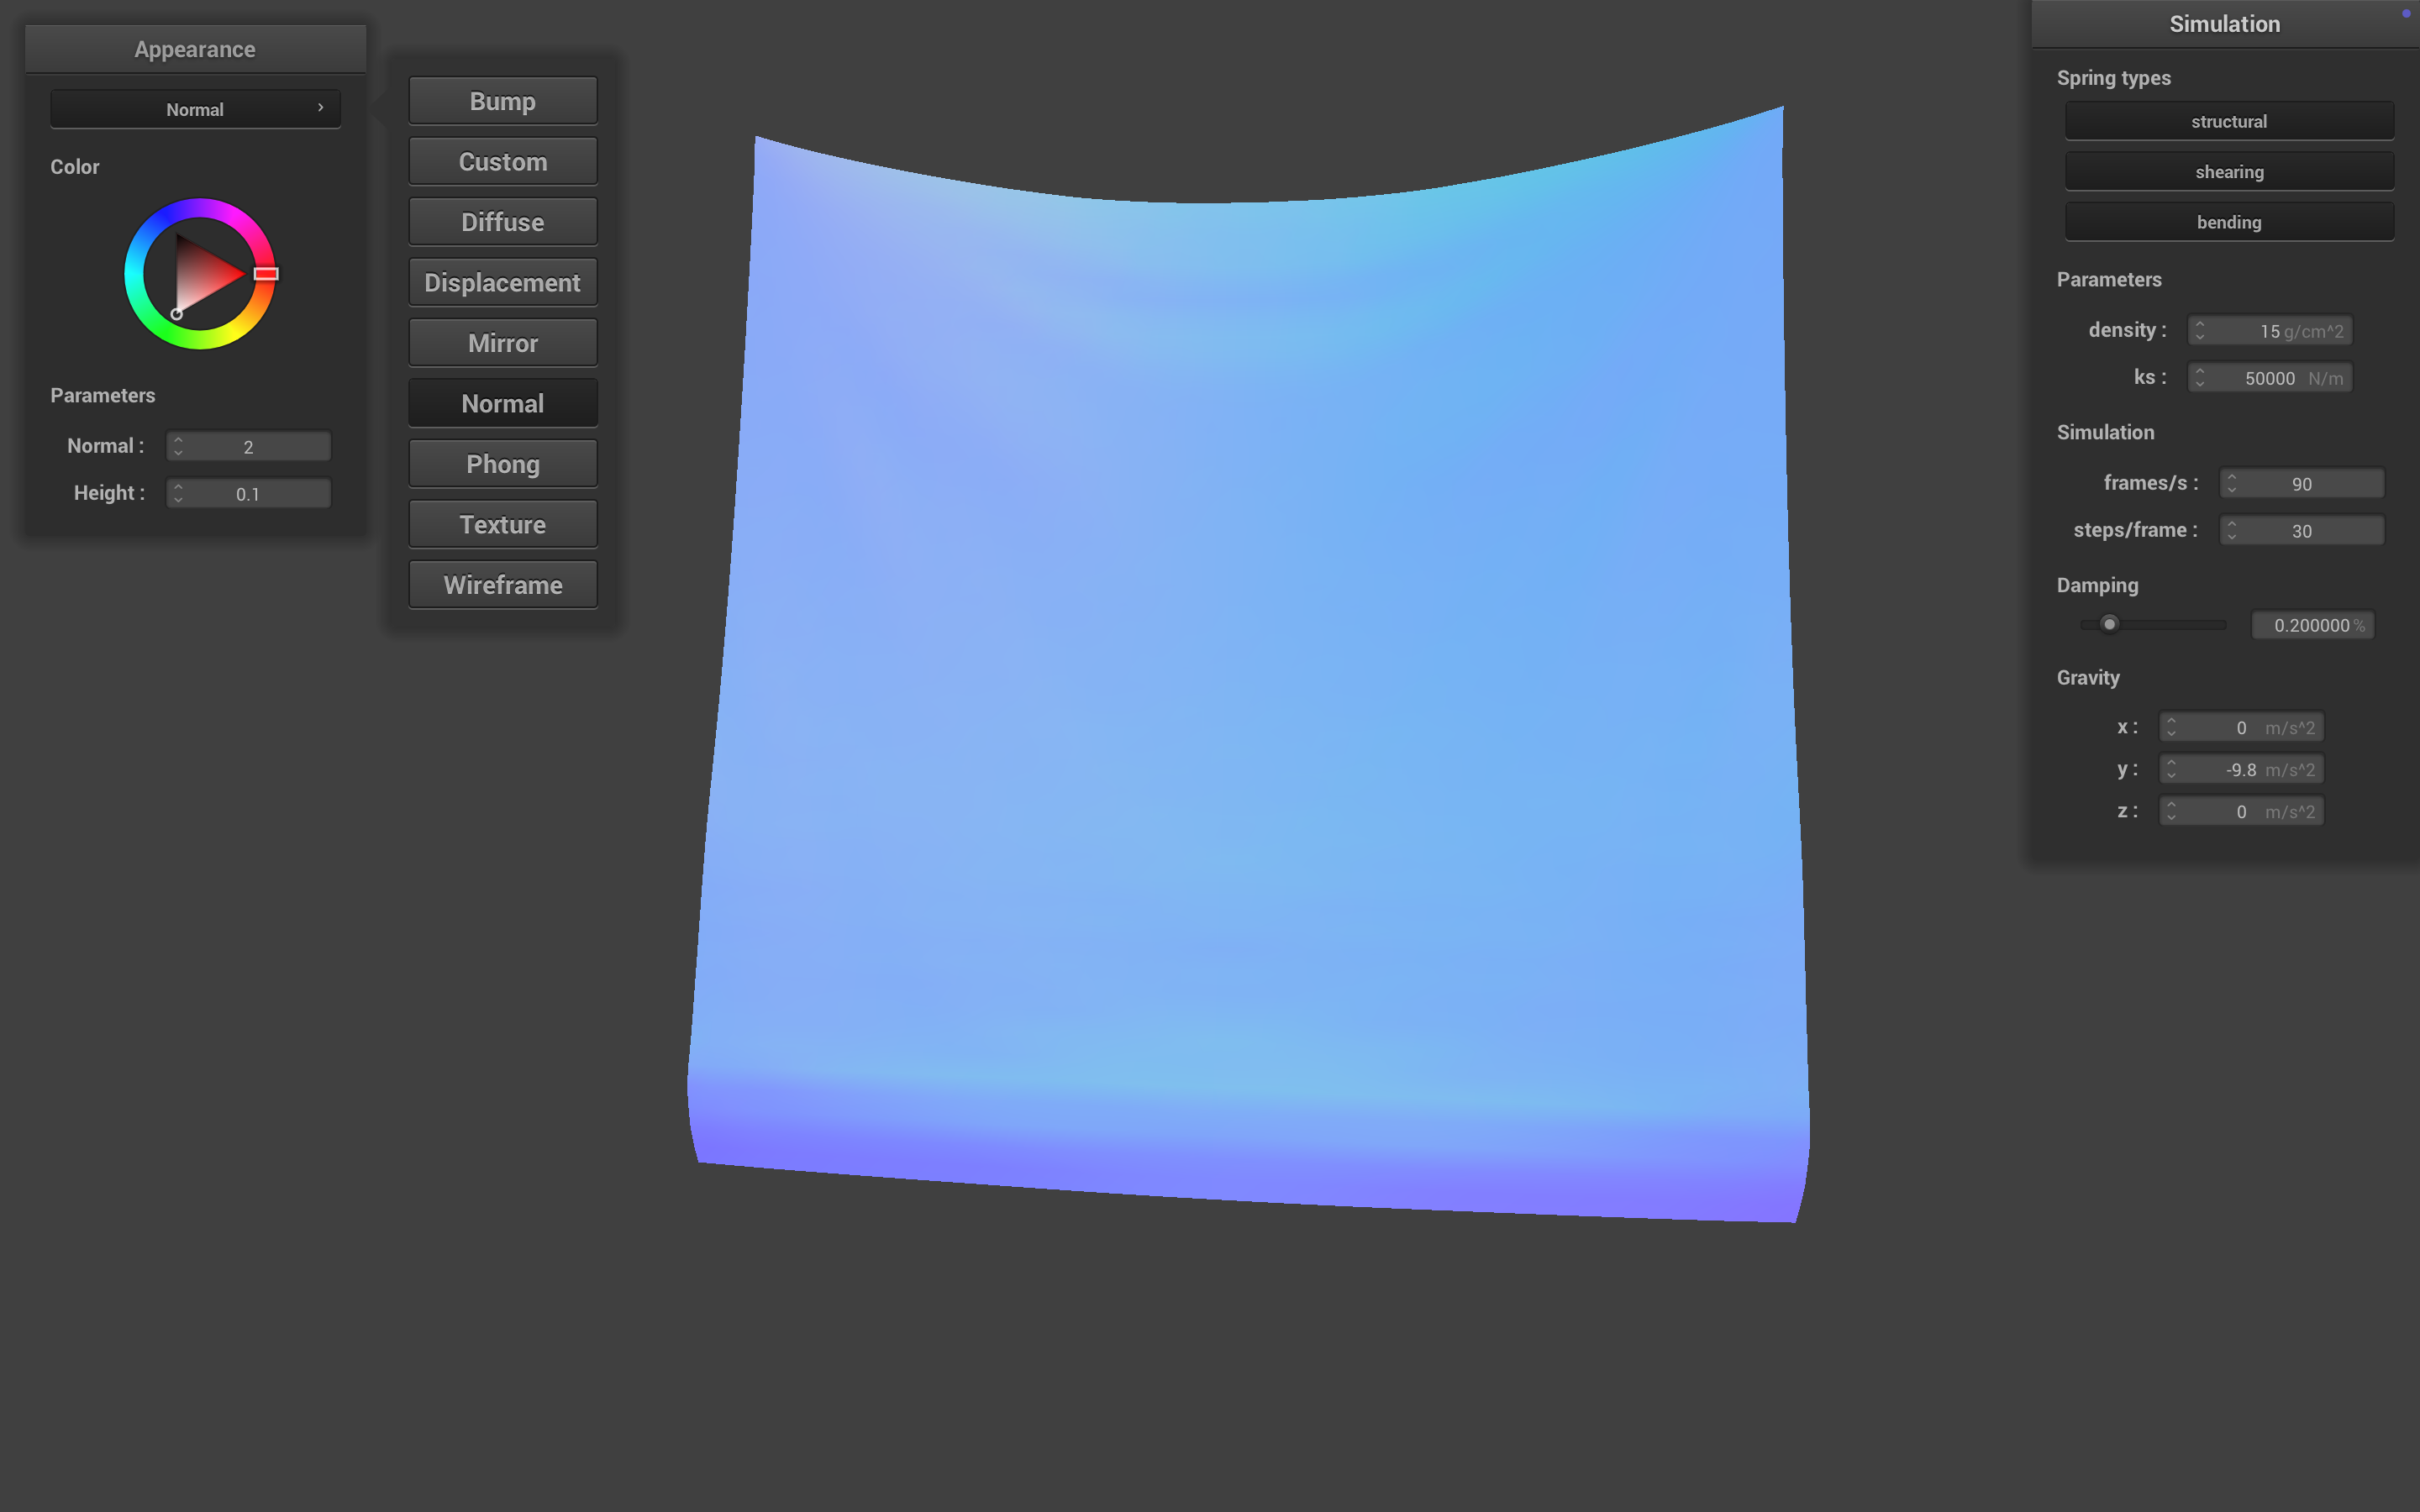 Appearance
Normal
Color
Parameters
Normal :
2
Height :
0.1
Bump
Custom
Diffuse
Displacement
Mirror
Normal
Phong
Texture
Wireframe
Simulation
Spring types
structural
shearing
bending
Parameters
density : 15 g/cm^2
ks : 50000 N/m
Simulation
frames/s : 90
steps/frame : 30
Damping
0.200000 %
Gravity
x : 0 m/s^2
y : -9.8 m/s^2
z : 0 m/s^2